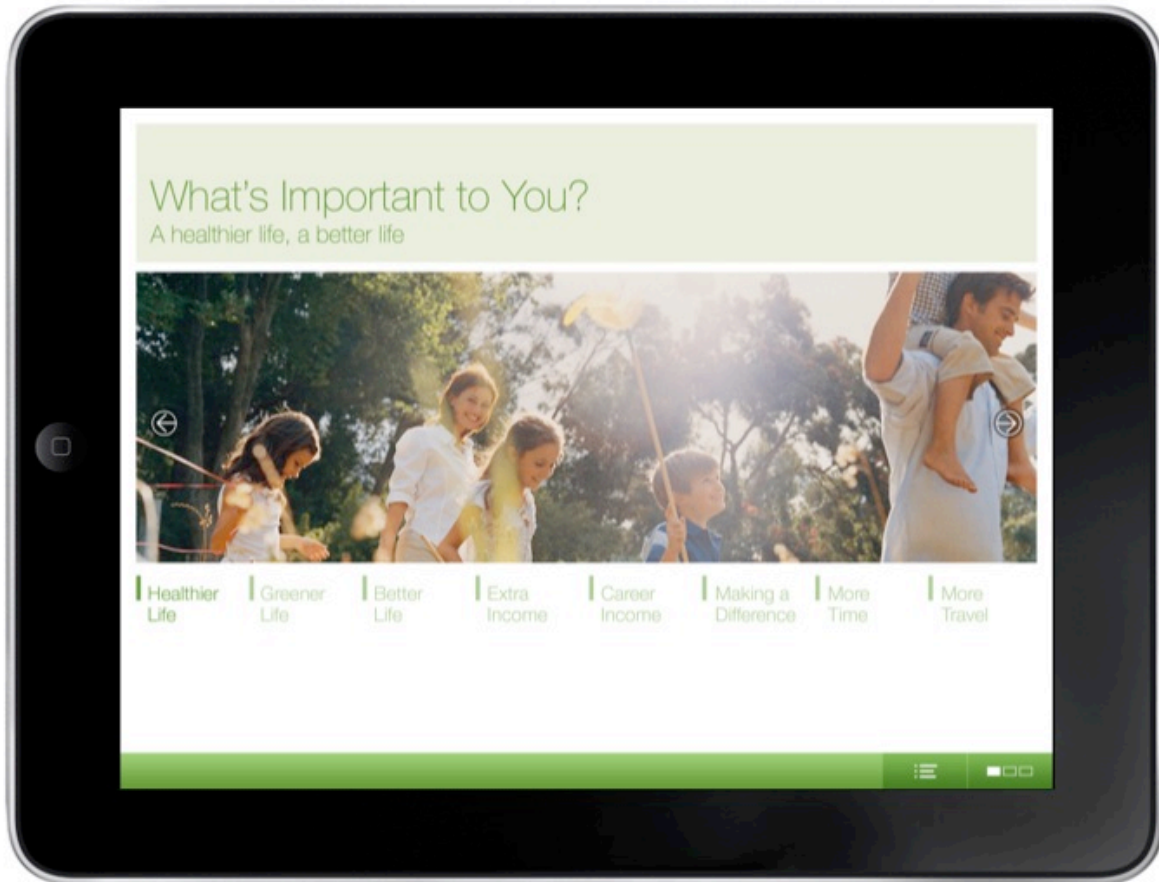 What's Important to You?
A healthier life, a better life
Healthier
Life
Greener
Life
Better
Life
Extra
Income
Career
Income
Making a
Difference
More
Time
More
Travel